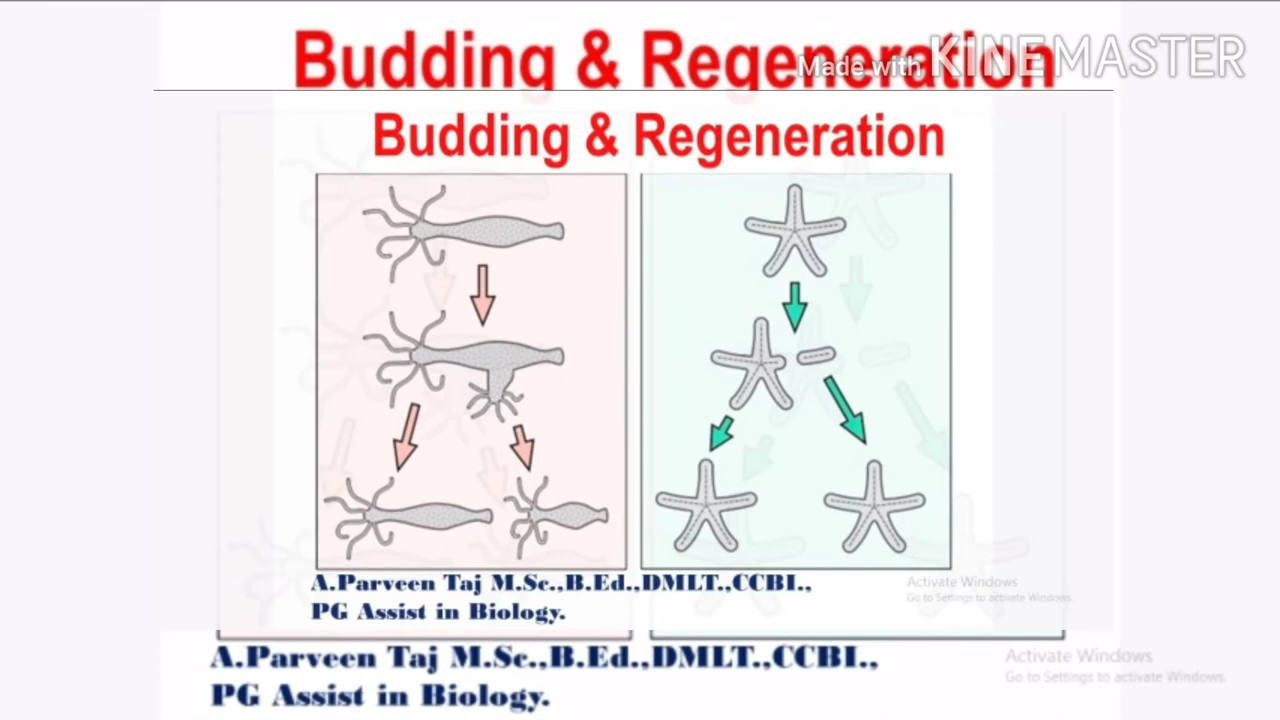 Budding & Regeneration
Made with KINEMASTER
Budding & Regeneration
A.Parveen Taj M.Sc.,B.Ed.,DMLT.,CCBI.,
PG Assist in Biology.
Activate Windows
Go to Settings to activate Windows.
A.Parveen Taj M.Sc.,B.Ed.,DMLT.,CCBI.,
PG Assist in Biology.
Activate Windows
Go to Settings to activate Windows.